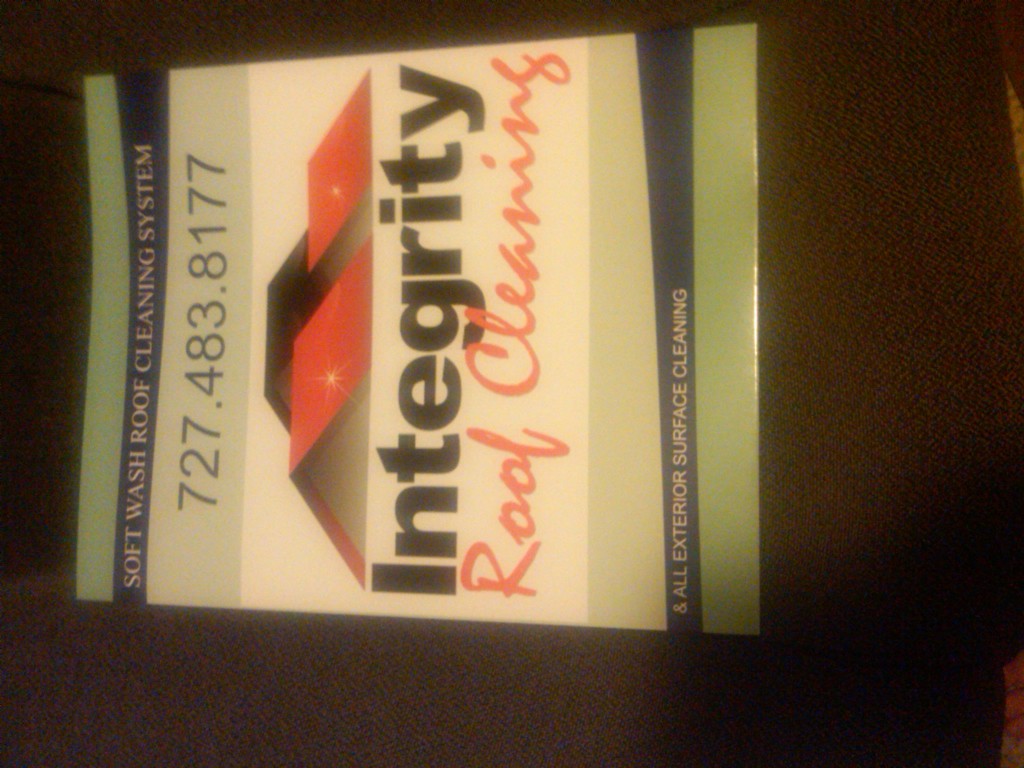 SOFT WASH ROOF CLEANING SYSTEM
727.483.8177
Integrity
Roof Cleaning
& ALL EXTERIOR SURFACE CLEANING